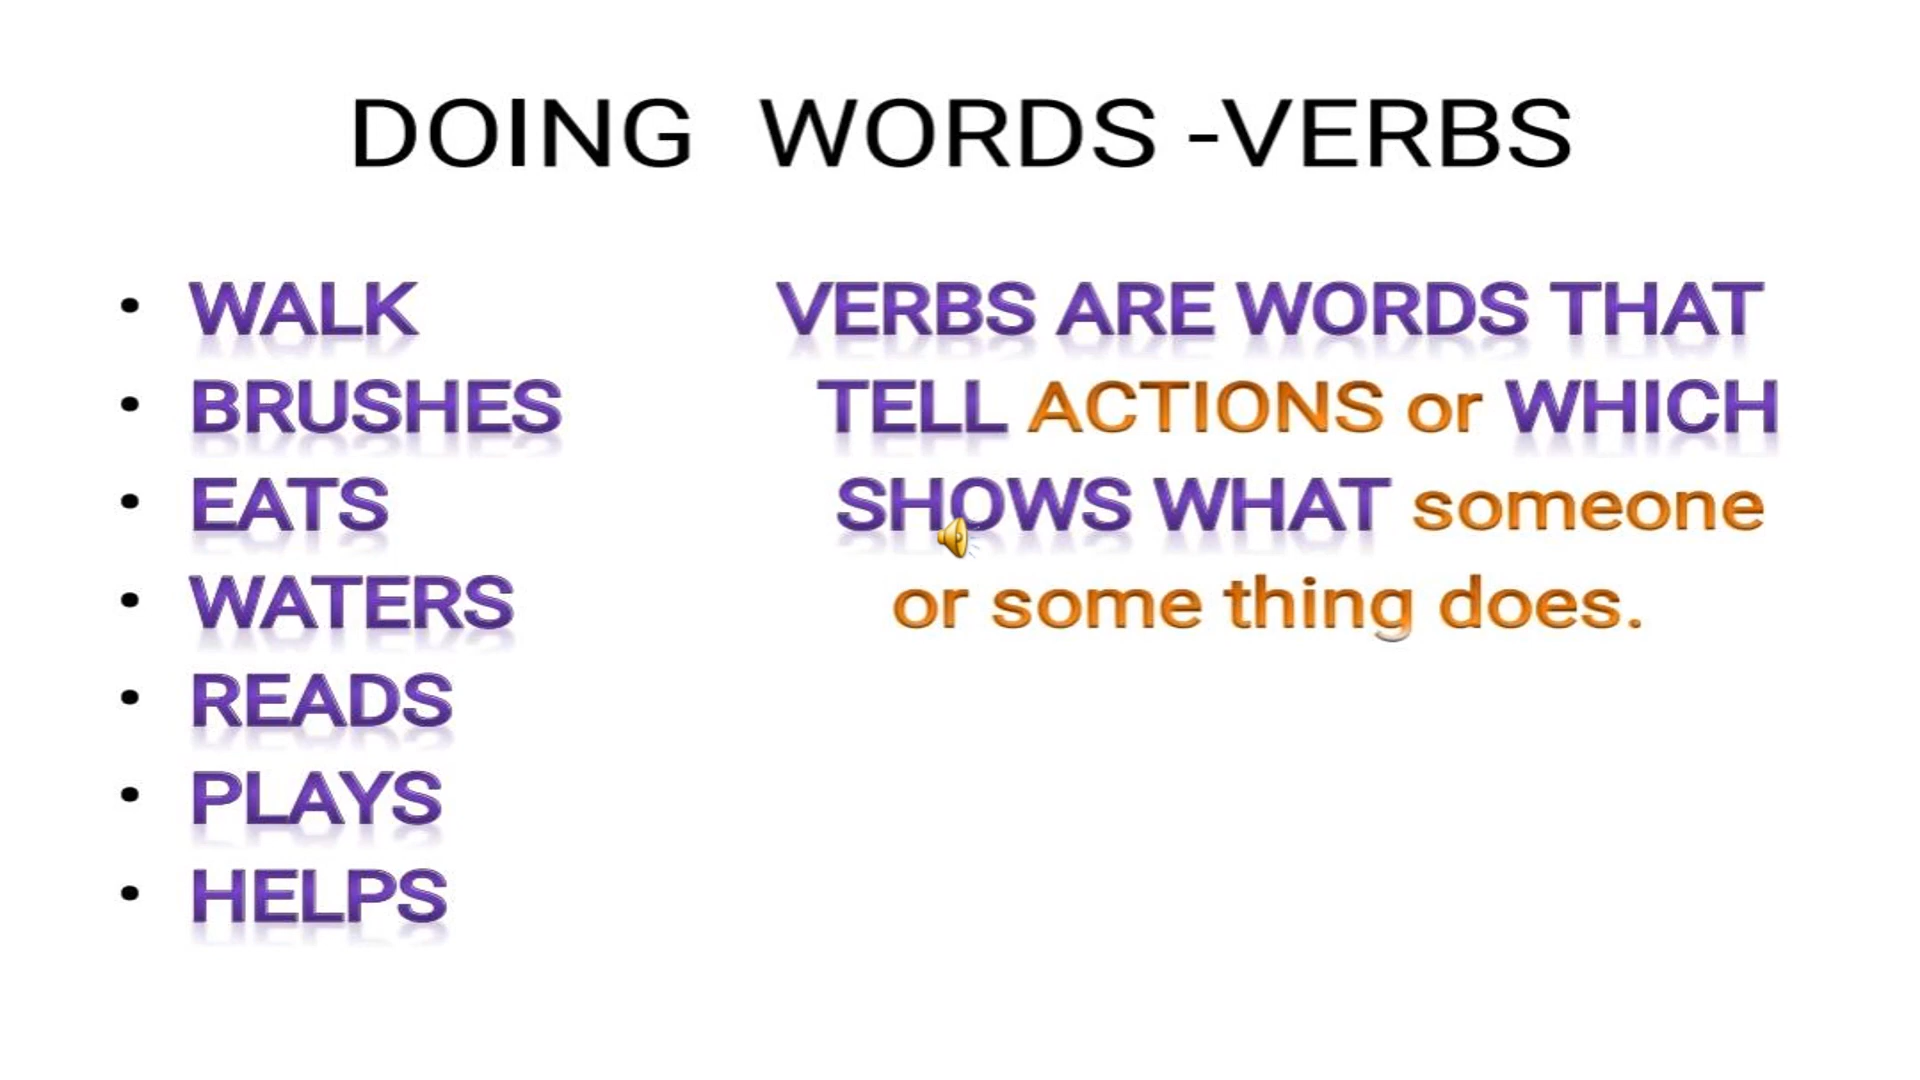 DOING WORDS -VERBS
WALK
BRUSHES
EATS
WATERS
READS
PLAYS
HELPS
VERBS ARE WORDS THAT
TELL ACTIONS or WHICH
SHOWS WHAT someone
or some thing does.